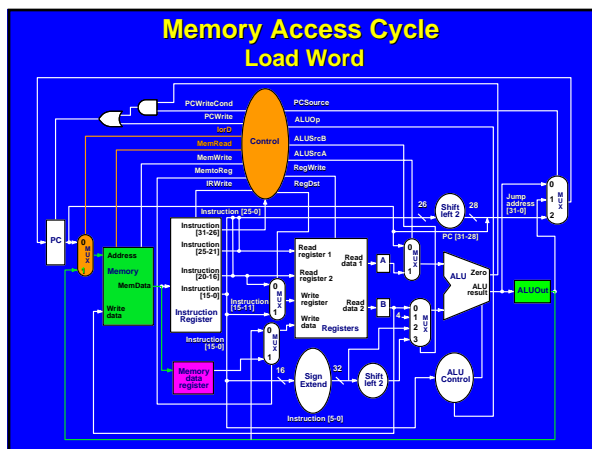 Memory Access Cycle
Load Word
PCWriteCond
PCWrite
IorD
MemRead
MemWrite
MemtoReg
IRWrite
Control
PCSource
ALUOp
ALUSrcB
ALUSrcA
RegWrite
RegDst
Instruction [25-0]
26
Shift
left 2
28
Jump
address
[31-0]
0
1
2
M
U
X
PC [31-28]
PC
0
M
U
X
1
Address
Memory
MemData
Write
data
Instruction
[31-26]
Instruction
[25-21]
Instruction
[20-16]
Instruction
[15-0]
Instruction
Register
Instruction
[15-0]
Instruction
[15-11]
0
M
U
X
1
0
M
U
X
1
Read
register 1
Read
register 2
Write
register
Write
data
Read
data 1
Read
data 2
Registers
A
B
0
M
U
X
1
4
0
1
2
3
M
U
X
ALU
Zero
ALU
result
ALUOut
Memory
data
register
16
Sign
Extend
32
Shift
left 2
ALU
Control
Instruction [5-0]